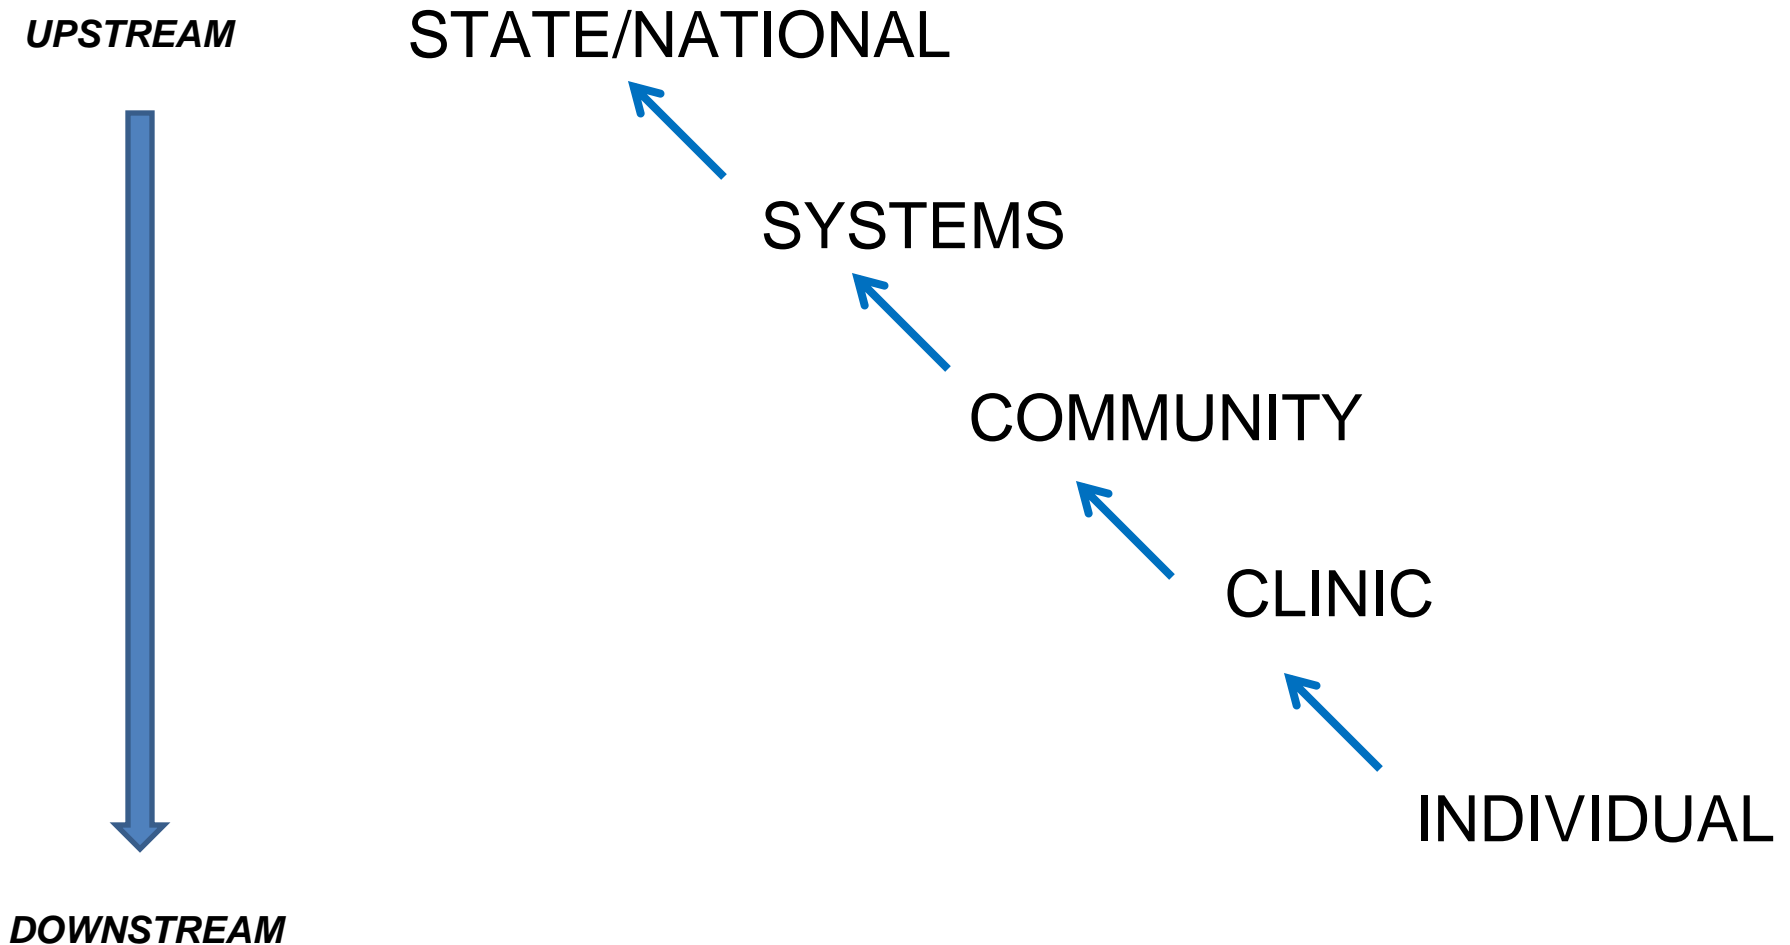 UPSTREAM
STATE/NATIONAL
SYSTEMS
COMMUNITY
CLINIC
INDIVIDUAL
DOWNSTREAM